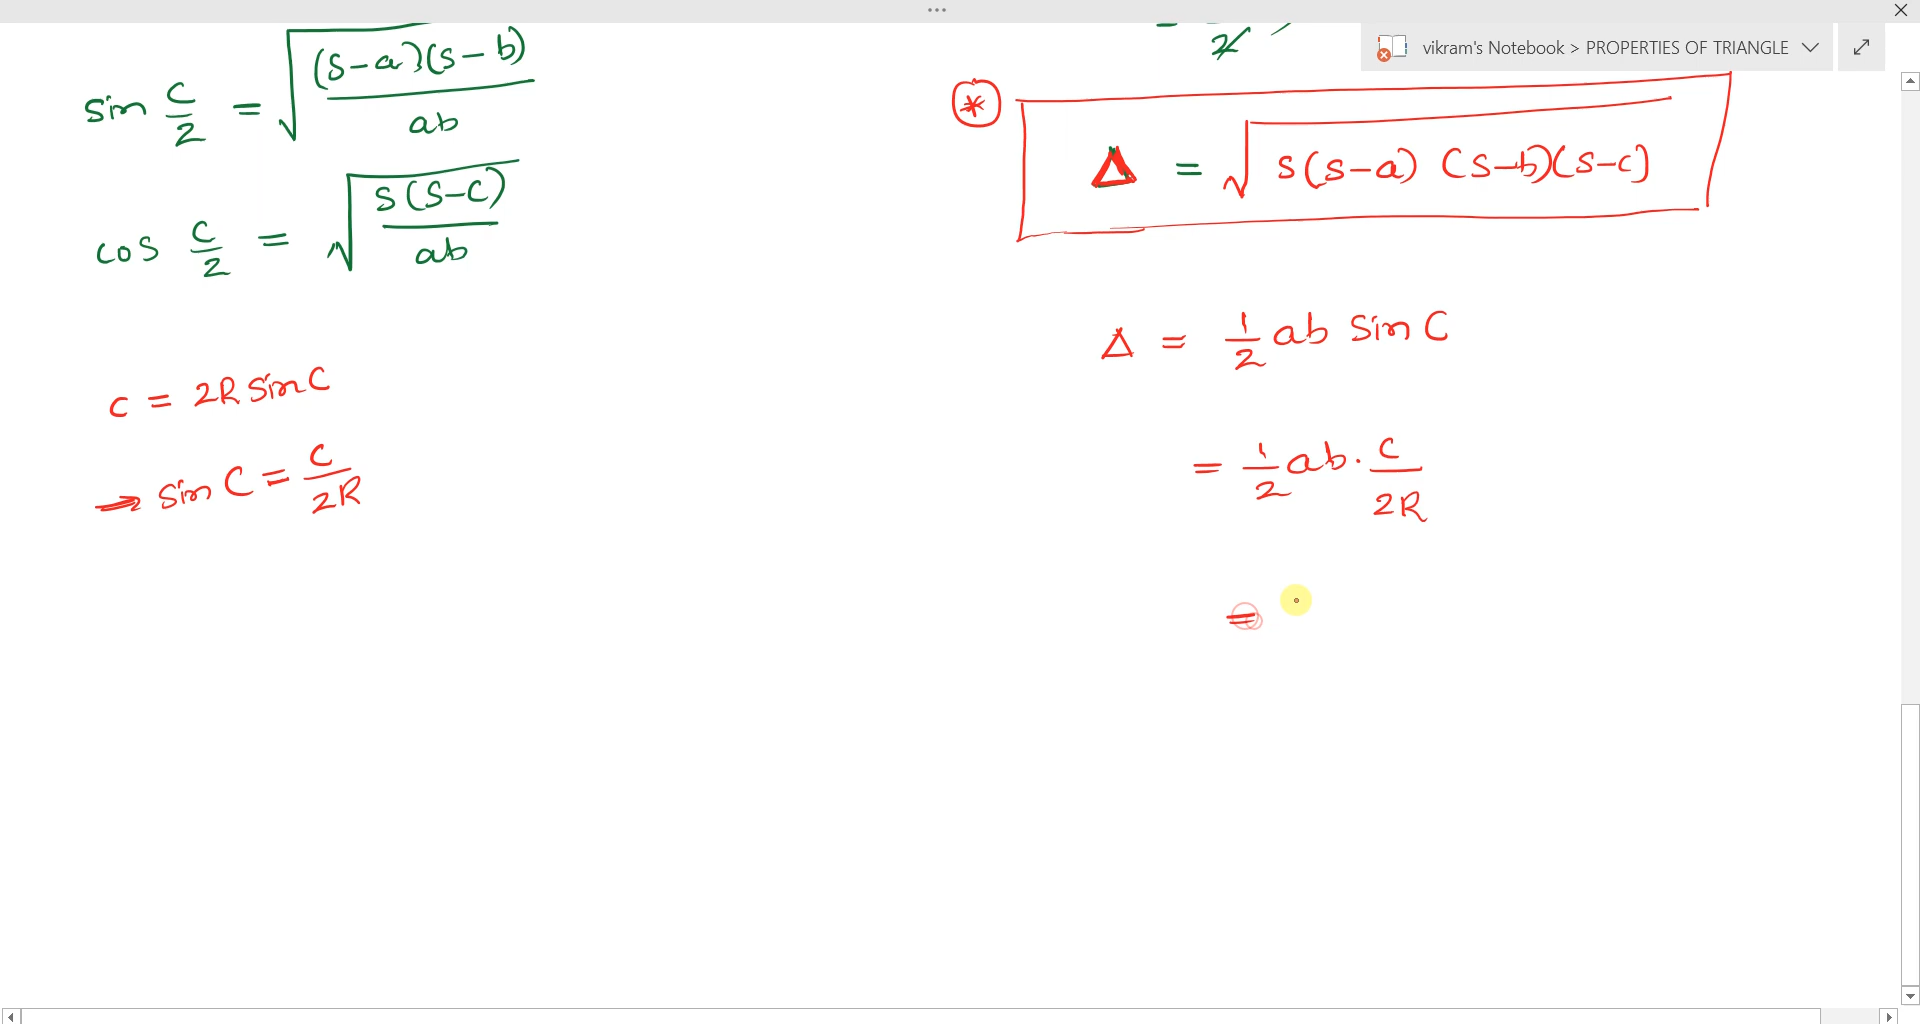 vikram's Notebook > PROPERTIES OF TRIANGLE
sin C/2 = √((s-a)(s-b)/ab)
cos C/2 = √(s(s-c)/ab)
c = 2R sin C
→ sin C = c/2R
2
* Δ = √(s(s-a)(s-b)(s-c))
Δ = 1/2 ab sin C
= 1/2 ab . c/2R
=